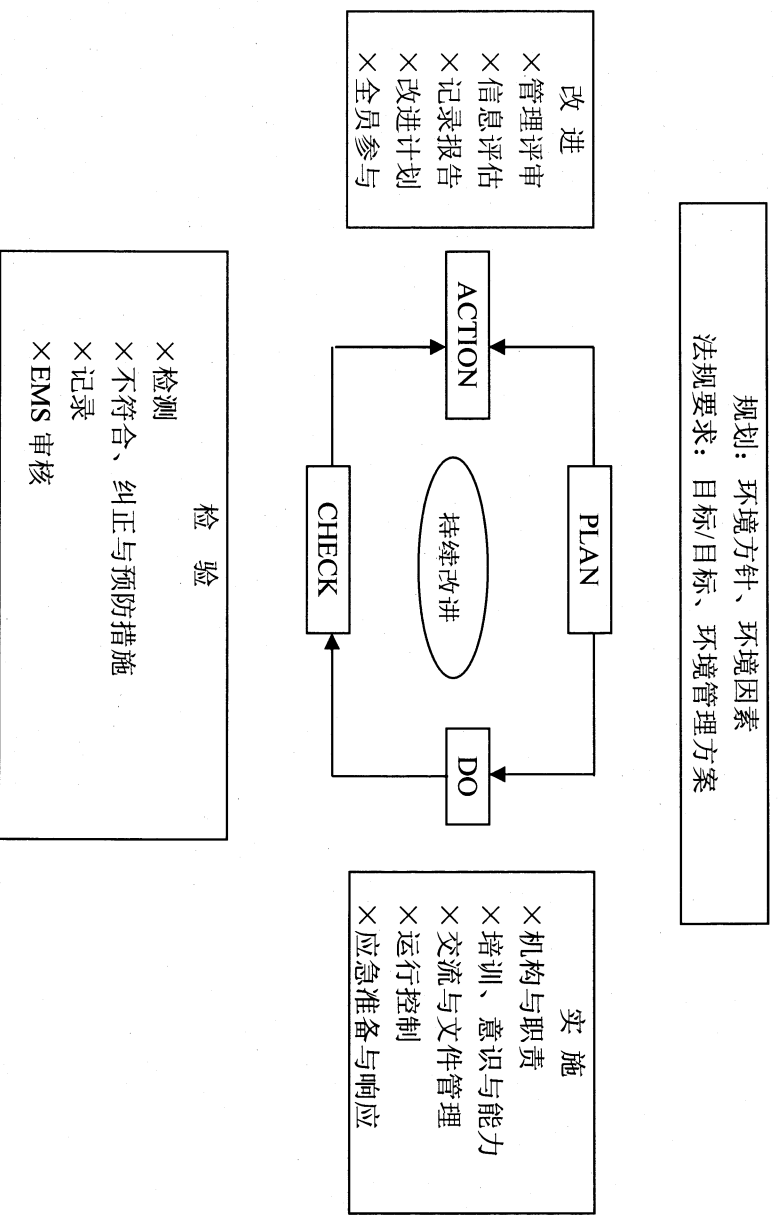 规划：环境方针、环境因素
法规要求：目标/目标、环境管理方案
改 进
×管理评审
×信息评估
×记录报告
×改进计划
×全员参与
PLAN
ACTION
持续改讲
DO
CHECK
实 施
×机构与职责
×培训、意识与能力
×交流与文件管理
×运行控制
×应急准备与响应
检 验
×检测
×不符合、纠正与预防措施
×记录
×EMS 审核